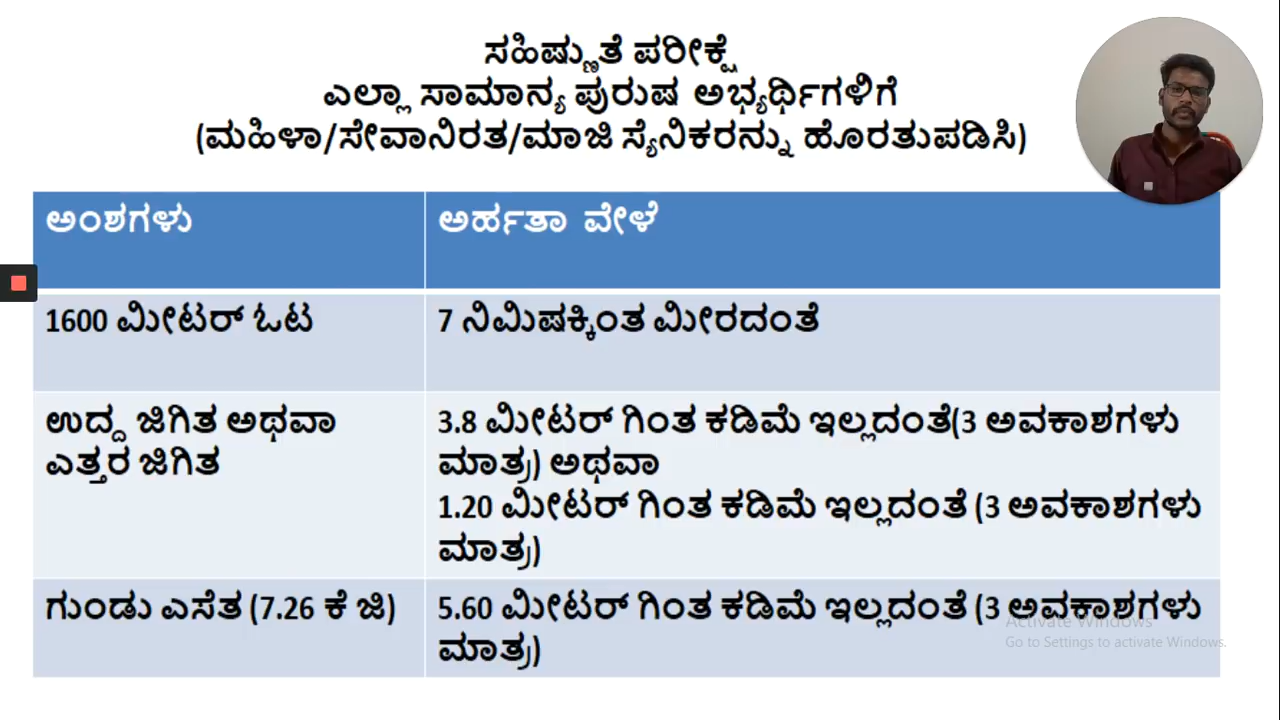 ಸಹಿಷ್ಣುತೆ ಪರೀಕ್ಷೆ
ಎಲ್ಲಾ ಸಾಮಾನ್ಯ ಪುರುಷ ಅಭ್ಯರ್ಥಿಗಳಿಗೆ
(ಮಹಿಳಾ/ಸೇವಾನಿರತ/ಮಾಜಿ ಸ್ಯೆನಿಕರನ್ನು ಹೊರತುಪಡಿಸಿ)
ಅಂಶಗಳು
ಅರ್ಹತಾ ವೇಳೆ
1600 ಮೀಟರ್ ಓಟ
7 ನಿಮಿಷಕ್ಕಿಂತ ಮೀರದಂತೆ
ಉದ್ದ ಜಿಗಿತ ಅಥವಾ
ಎತ್ತರ ಜಿಗಿತ
3.8 ಮೀಟರ್ ಗಿಂತ ಕಡಿಮೆ ಇಲ್ಲದಂತೆ(3 ಅವಕಾಶಗಳು
ಮಾತ್ರ) ಅಥವಾ
1.20 ಮೀಟರ್ ಗಿಂತ ಕಡಿಮೆ ಇಲ್ಲದಂತೆ (3 ಅವಕಾಶಗಳು
ಮಾತ್ರ)
ಗುಂಡು ಎಸೆತ (7.26 ಕೆ ಜಿ)
5.60 ಮೀಟರ್ ಗಿಂತ ಕಡಿಮೆ ಇಲ್ಲದಂತೆ (3 ಅವಕಾಶಗಳು
ಮಾತ್ರ)
Activate Windows
Go to Settings to activate Windows.